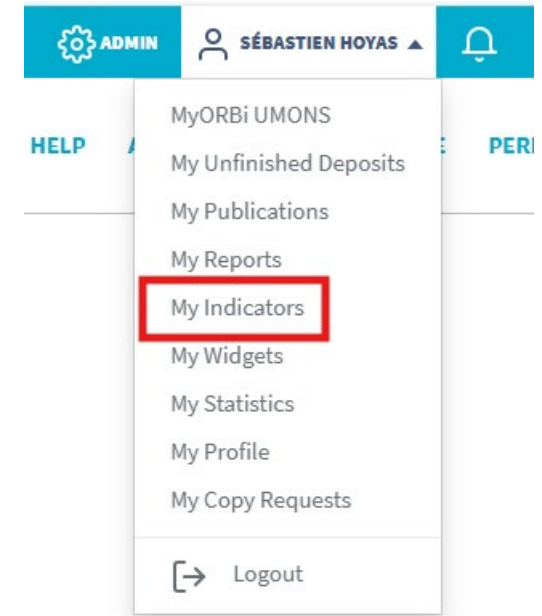 ADMIN SÉBASTIEN HOYAS
HELP
PER
MyORBi UMONS
My Unfinished Deposits
My Publications
My Reports
My Indicators
My Widgets
My Statistics
My Profile
My Copy Requests
Logout